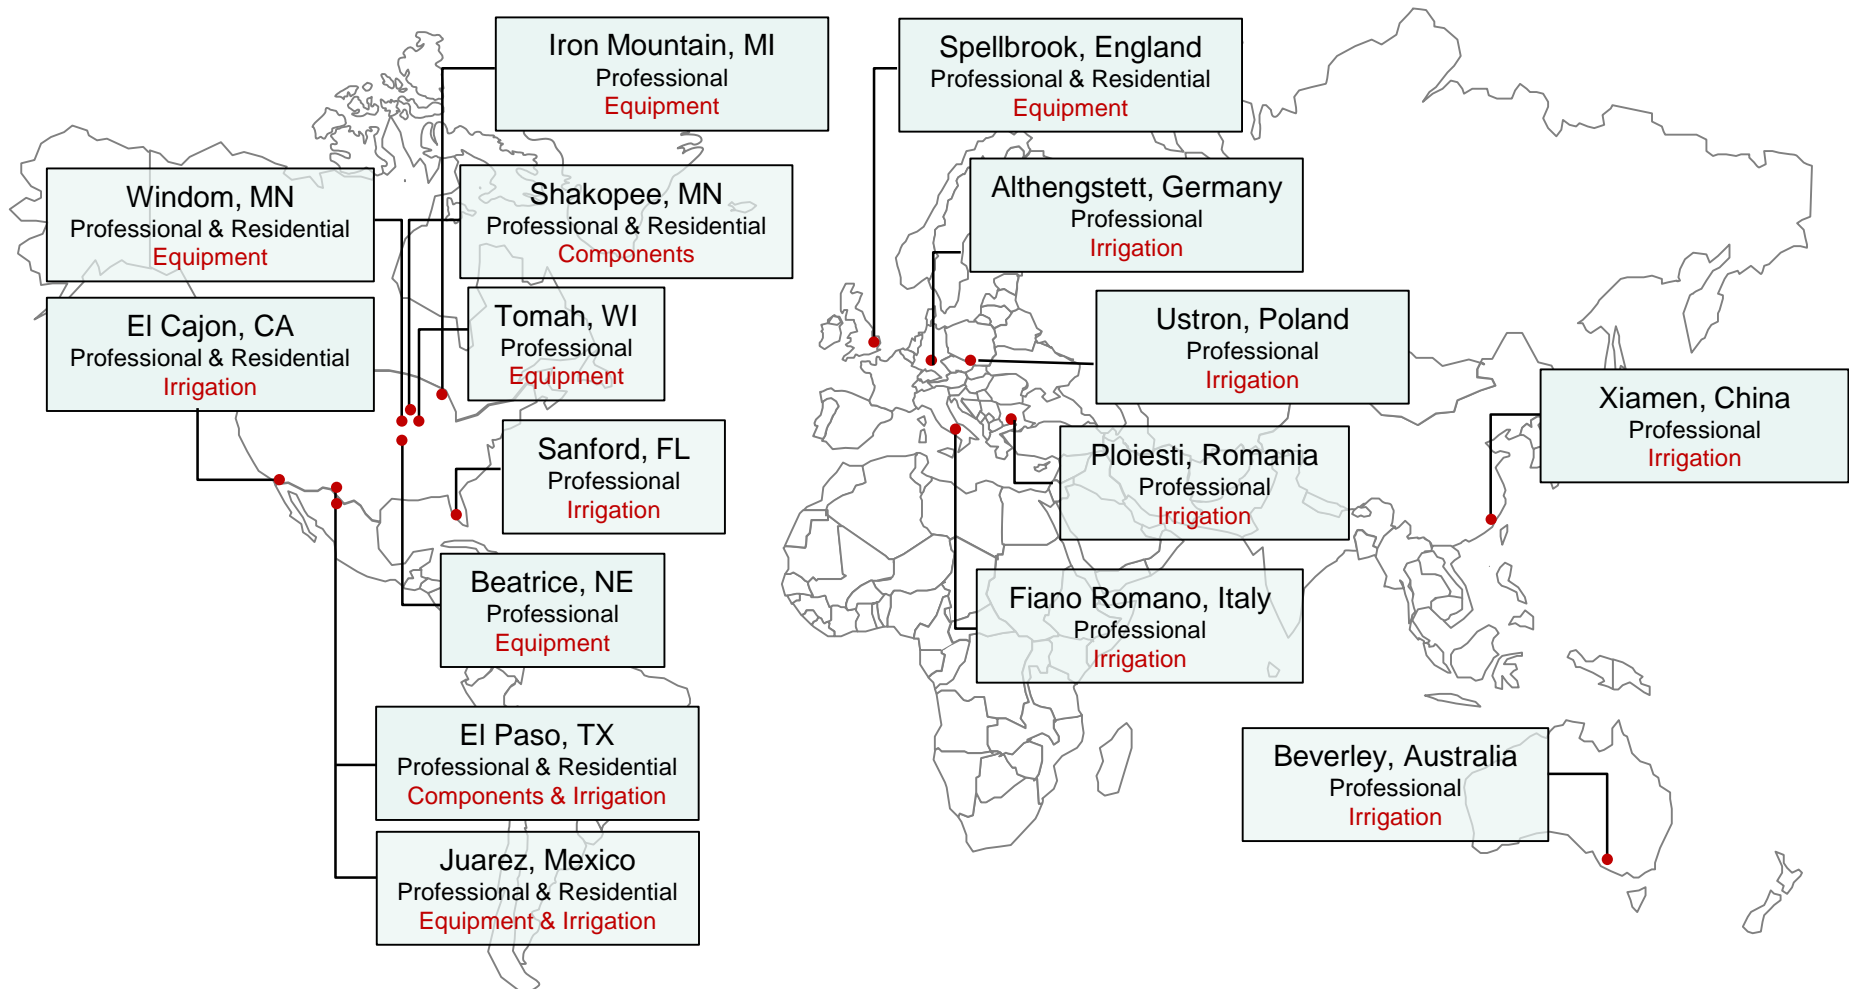 Iron Mountain, MI
Professional
Equipment
Spellbrook, England
Professional & Residential
Equipment
Windom, MN
Professional & Residential
Equipment
Shakopee, MN
Professional & Residential
Components
Althengstett, Germany
Professional
Irrigation
El Cajon, CA
Professional & Residential
Irrigation
Tomah, WI
Professional
Equipment
Ustron, Poland
Professional
Irrigation
Xiamen, China
Professional
Irrigation
Sanford, FL
Professional
Irrigation
Ploiesti, Romania
Professional
Irrigation
Beatrice, NE
Professional
Equipment
Fiano Romano, Italy
Professional
Irrigation
El Paso, TX
Professional & Residential
Components & Irrigation
Beverley, Australia
Professional
Irrigation
Juarez, Mexico
Professional & Residential
Equipment & Irrigation